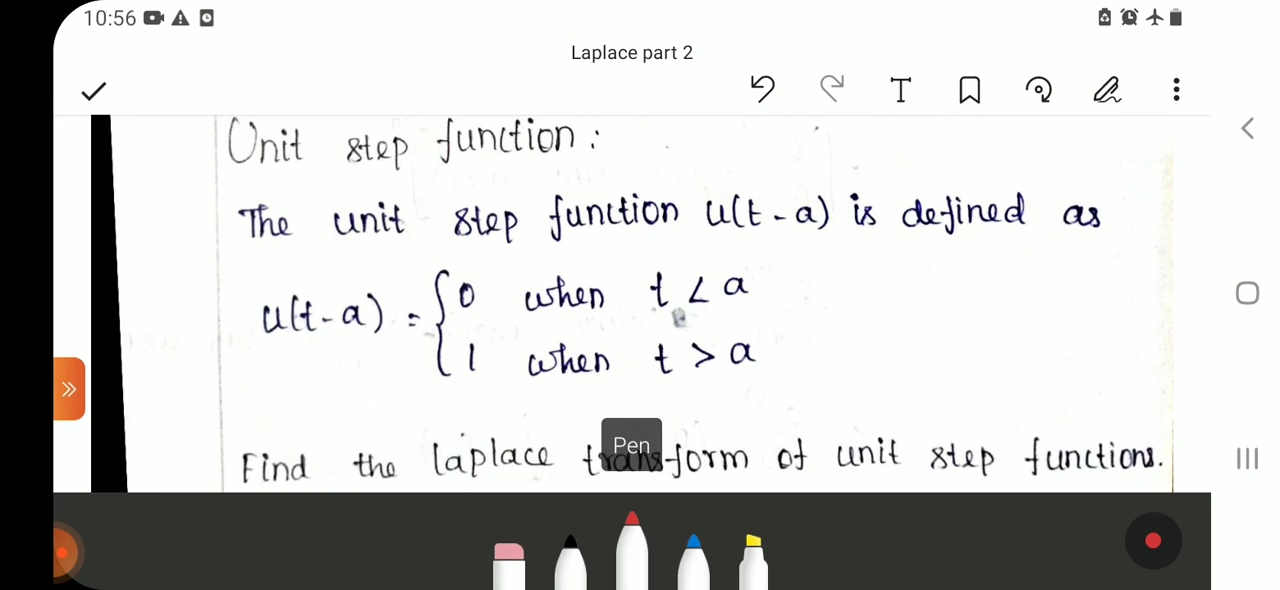 10:56
Laplace part 2
T
Unit step function :
The unit step function u(t-a) is defined as
u(t-a) = { 0 when t < a
1 when t > a
Pen
Find the laplace transform of unit step functions.